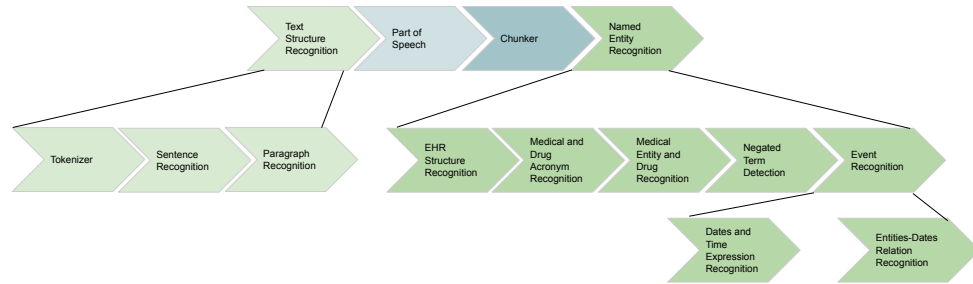 Text
Structure
Recognition
Part of
Speech
Chunker
Named
Entity
Recognition
Tokenizer
Sentence
Recognition
Paragraph
Recognition
EHR
Structure
Recognition
Medical and
Drug
Acronym
Recognition
Medical
Entity and
Drug
Recognition
Negated
Term
Detection
Event
Recognition
Dates and
Time
Expression
Recognition
Entities-Dates
Relation
Recognition